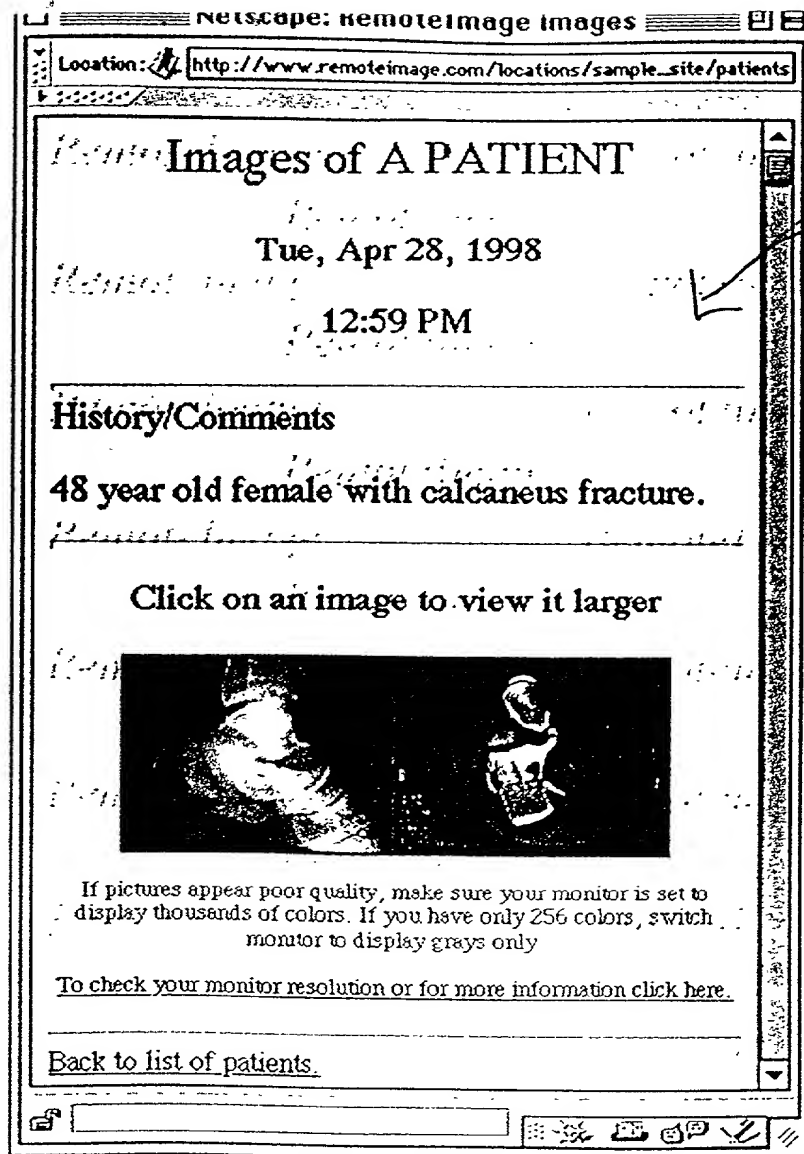 Netscape: RemoteImage Images
Location: http://www.remoteimage.com/locations/sample_site/patients
Images of A PATIENT
Tue, Apr 28, 1998
12:59 PM
History/Comments
48 year old female with calcaneus fracture.
Click on an image to view it larger
If pictures appear poor quality, make sure your monitor is set to
display thousands of colors. If you have only 256 colors, switch
monitor to display grays only
To check your monitor resolution or for more information click here.
Back to list of patients.